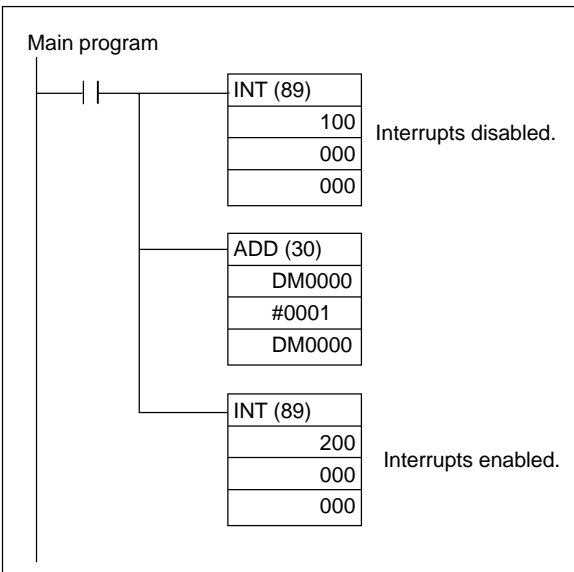 Main program
INT (89)
100
000
000
Interrupts disabled.
ADD (30)
DM0000
#0001
DM0000
INT (89)
200
000
000
Interrupts enabled.